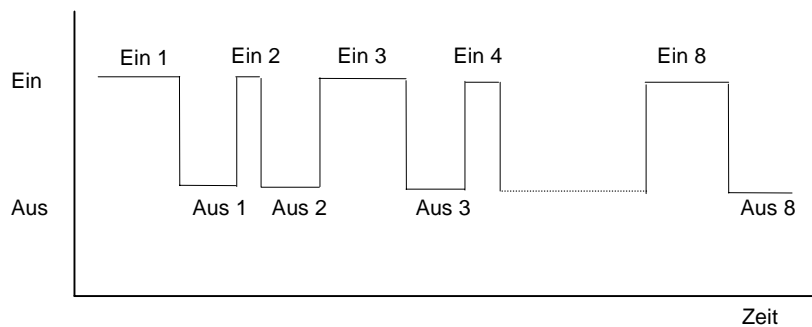 Ein 1
Ein 2
Ein 3
Ein 4
Ein 8
Ein
Aus
Aus 1
Aus 2
Aus 3
Aus 8
Zeit